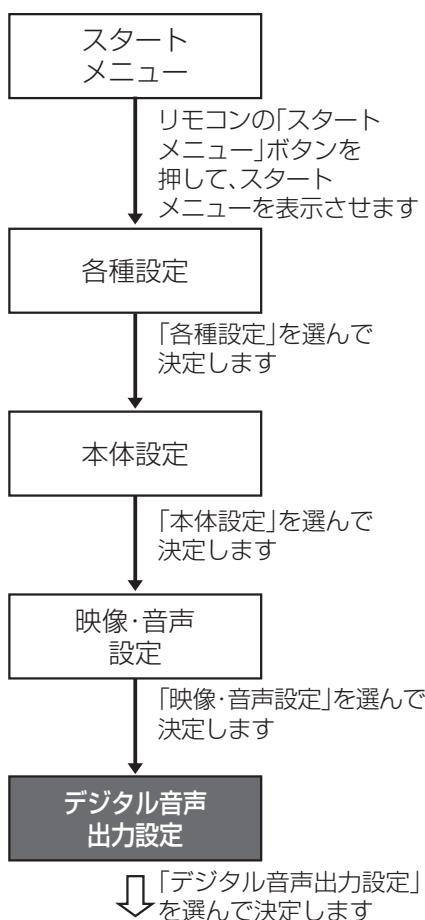 スタート
メニュー
リモコンの「スタート
メニュー」ボタンを
押して、スタート
メニューを表示させます
各種設定
「各種設定」を選んで
決定します
本体設定
「本体設定」を選んで
決定します
映像・音声
設定
「映像・音声設定」を選んで
決定します
デジタル音声
出力設定
「デジタル音声出力設定」
を選んで決定します